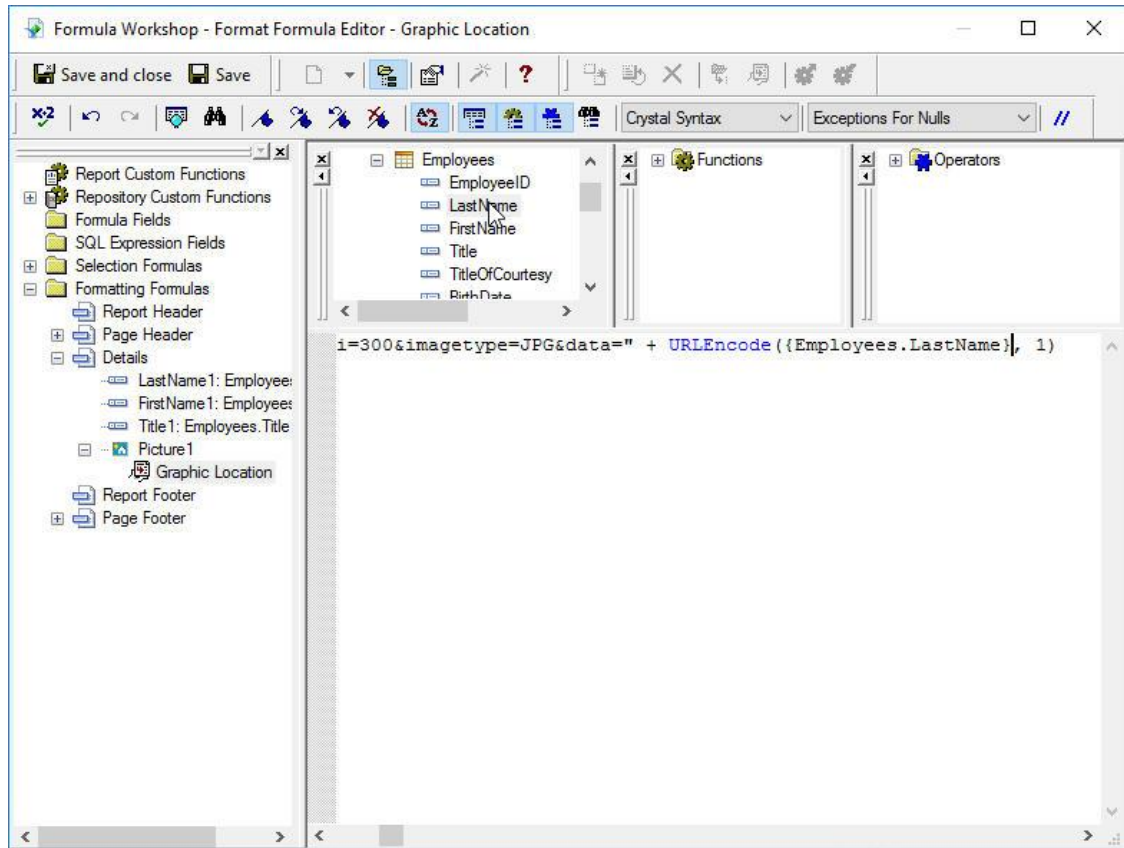 Formula Workshop - Format Formula Editor - Graphic Location
Save and close Save ?
x+2 A Z Crystal Syntax Exceptions For Nulls //
Report Custom Functions
Repository Custom Functions
Formula Fields
SQL Expression Fields
Selection Formulas
Formatting Formulas
Report Header
Page Header
Details
LastName1: Employees
FirstName1: Employees
Title1: Employees.Title
Picture1
Graphic Location
Report Footer
Page Footer
Employees
EmployeeID
LastName
FirstName
Title
TitleOfCourtesy
BirthDate
Functions
Operators
i=300&imagetype=JPG&data=" + URLEncode({Employees.LastName}, 1)